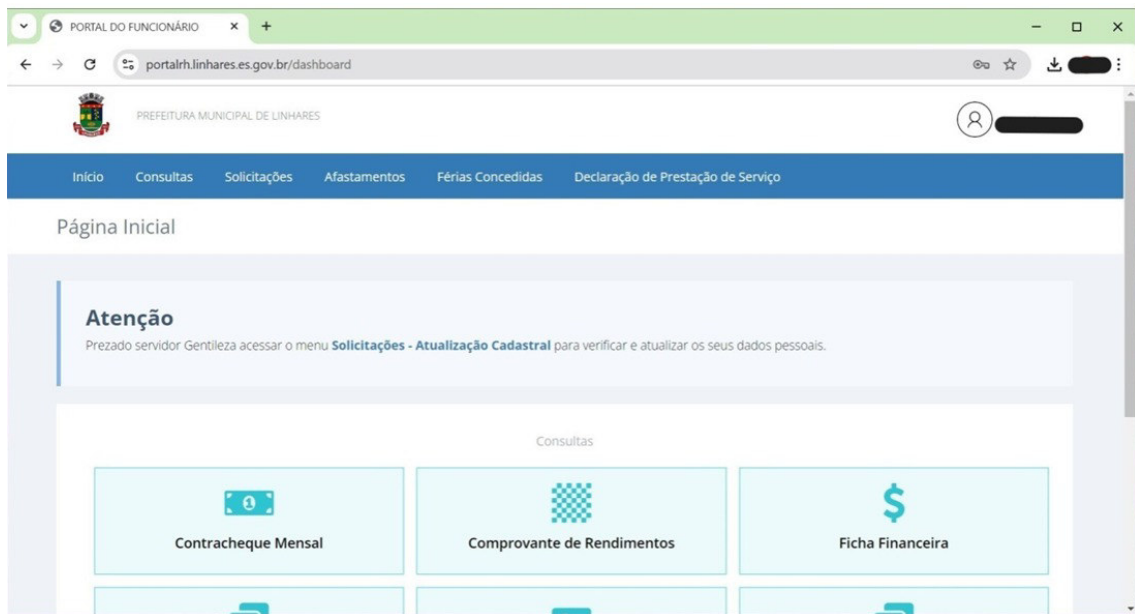 PORTAL DO FUNCIONÁRIO
portalrh.linhares.es.gov.br/dashboard
PREFEITURA MUNICIPAL DE LINHARES
Início Consultas Solicitações Afastamentos Férias Concedidas Declaração de Prestação de Serviço
Página Inicial
Atenção
Prezado servidor Gentileza acessar o menu Solicitações - Atualização Cadastral para verificar e atualizar os seus dados pessoais.
Consultas
Contracheque Mensal Comprovante de Rendimentos Ficha Financeira